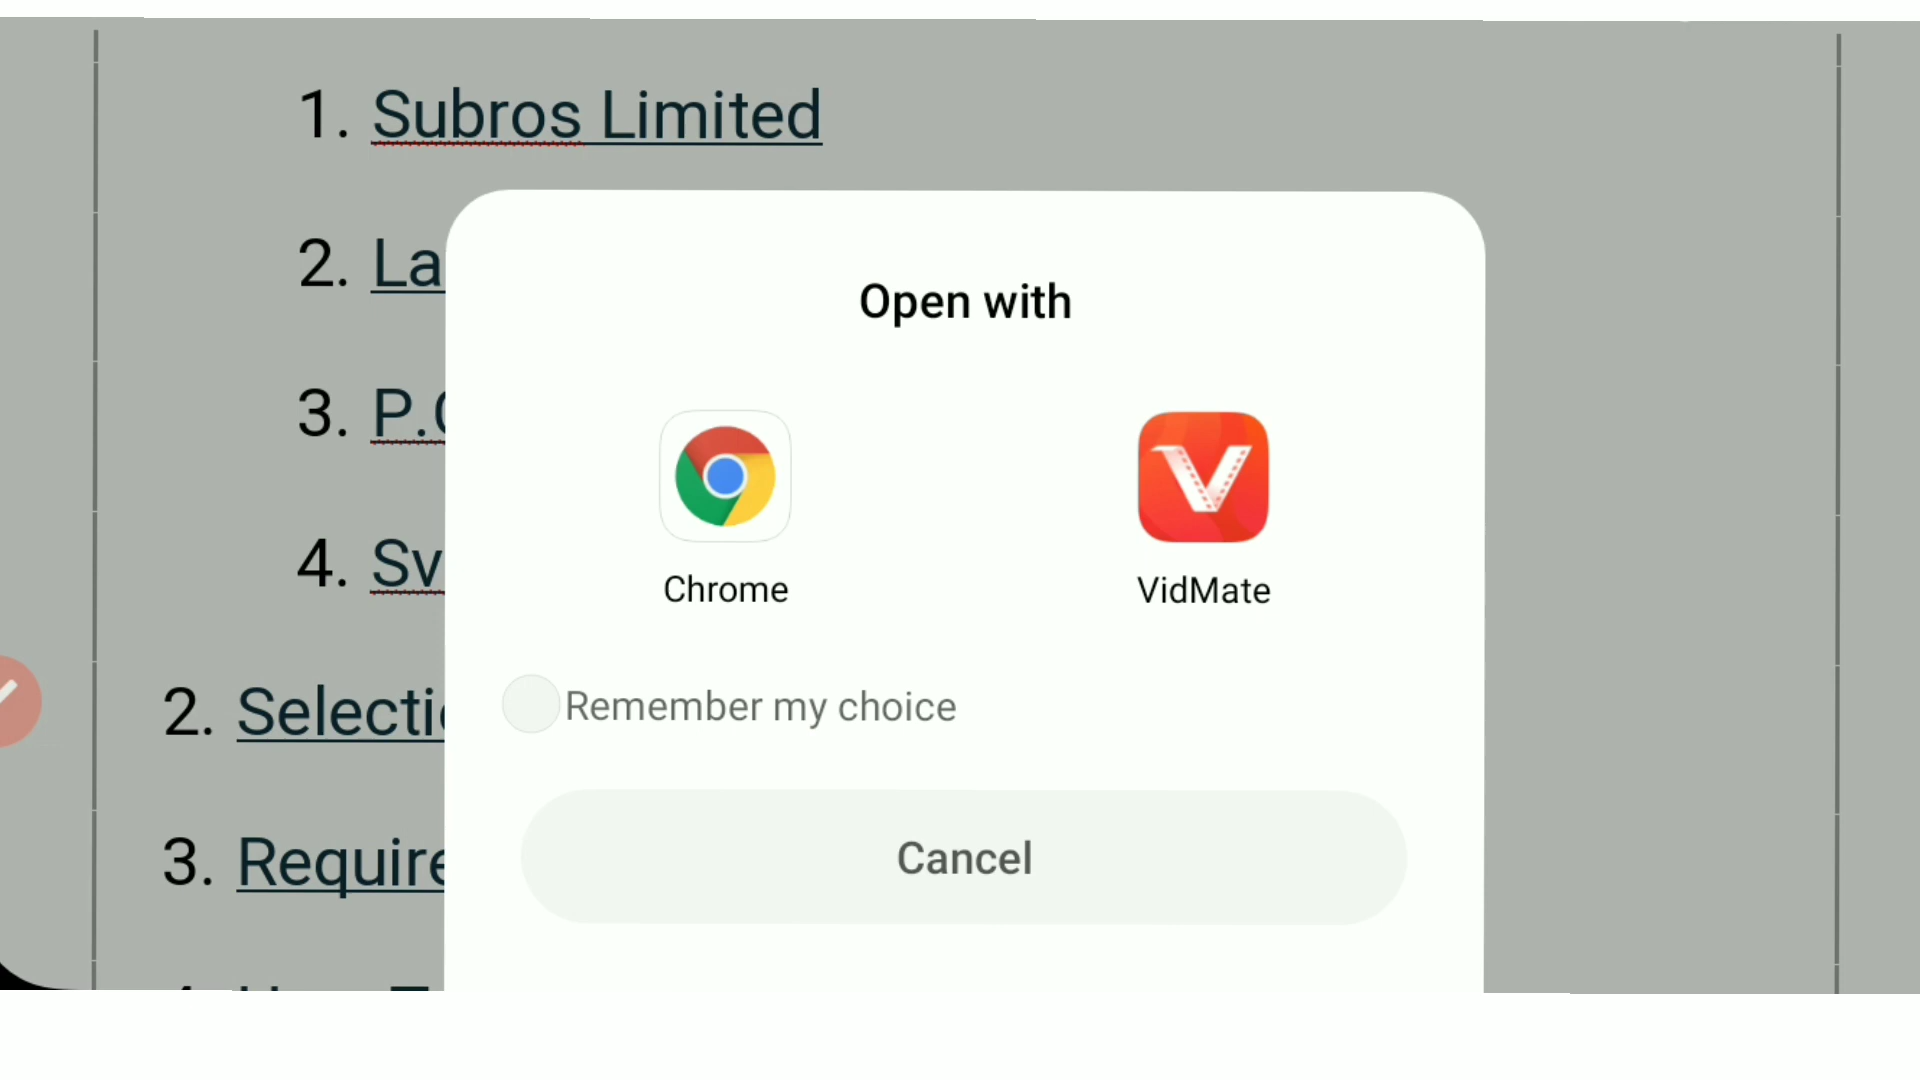 1. Subros Limited
2. La
3. P.
4. Sv
2. Selecti
3. Require
Open with
Chrome
VidMate
Remember my choice
Cancel